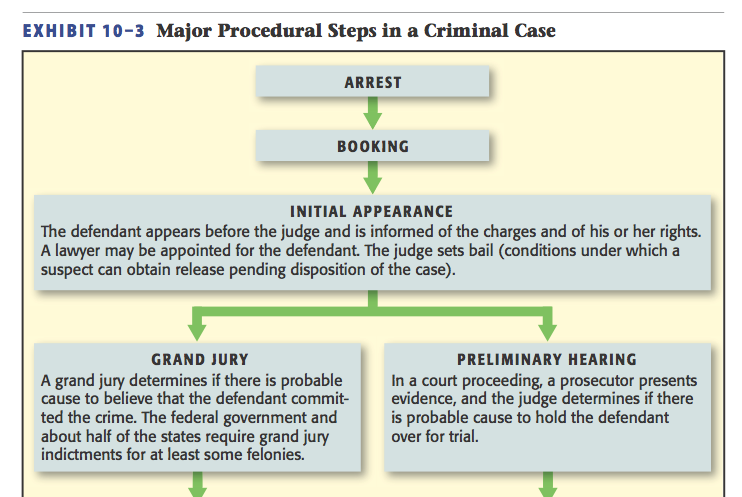 EXHIBIT 10–3 Major Procedural Steps in a Criminal Case
ARREST
BOOKING
INITIAL APPEARANCE
The defendant appears before the judge and is informed of the charges and of his or her rights.
A lawyer may be appointed for the defendant. The judge sets bail (conditions under which a
suspect can obtain release pending disposition of the case).
GRAND JURY
A grand jury determines if there is probable
cause to believe that the defendant commit-
ted the crime. The federal government and
about half of the states require grand jury
indictments for at least some felonies.
PRELIMINARY HEARING
In a court proceeding, a prosecutor presents
evidence, and the judge determines if there
is probable cause to hold the defendant
over for trial.